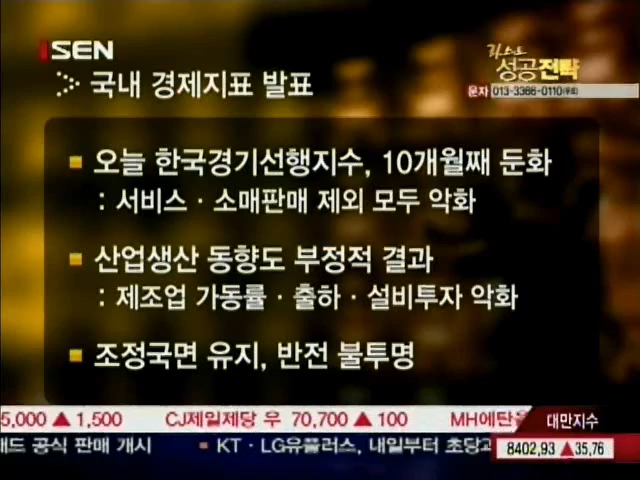 SEN
성공전략
국내 경제지표 발표
문자 013-3366-0110
오늘 한국경기선행지수, 10개월째 둔화
: 서비스 · 소매판매 제외 모두 악화
산업생산 동향도 부정적 결과
: 제조업 가동률 · 출하 · 설비투자 악화
조정국면 유지, 반전 불투명
5,000 ▲ 1,500 CJ제일제당 우 70,700 ▲ 100 MH에탄올
대만지수
패드 공식 판매 개시 ▪ KT · LG유플러스, 내일부터 초당과
8402,93 ▲35,76